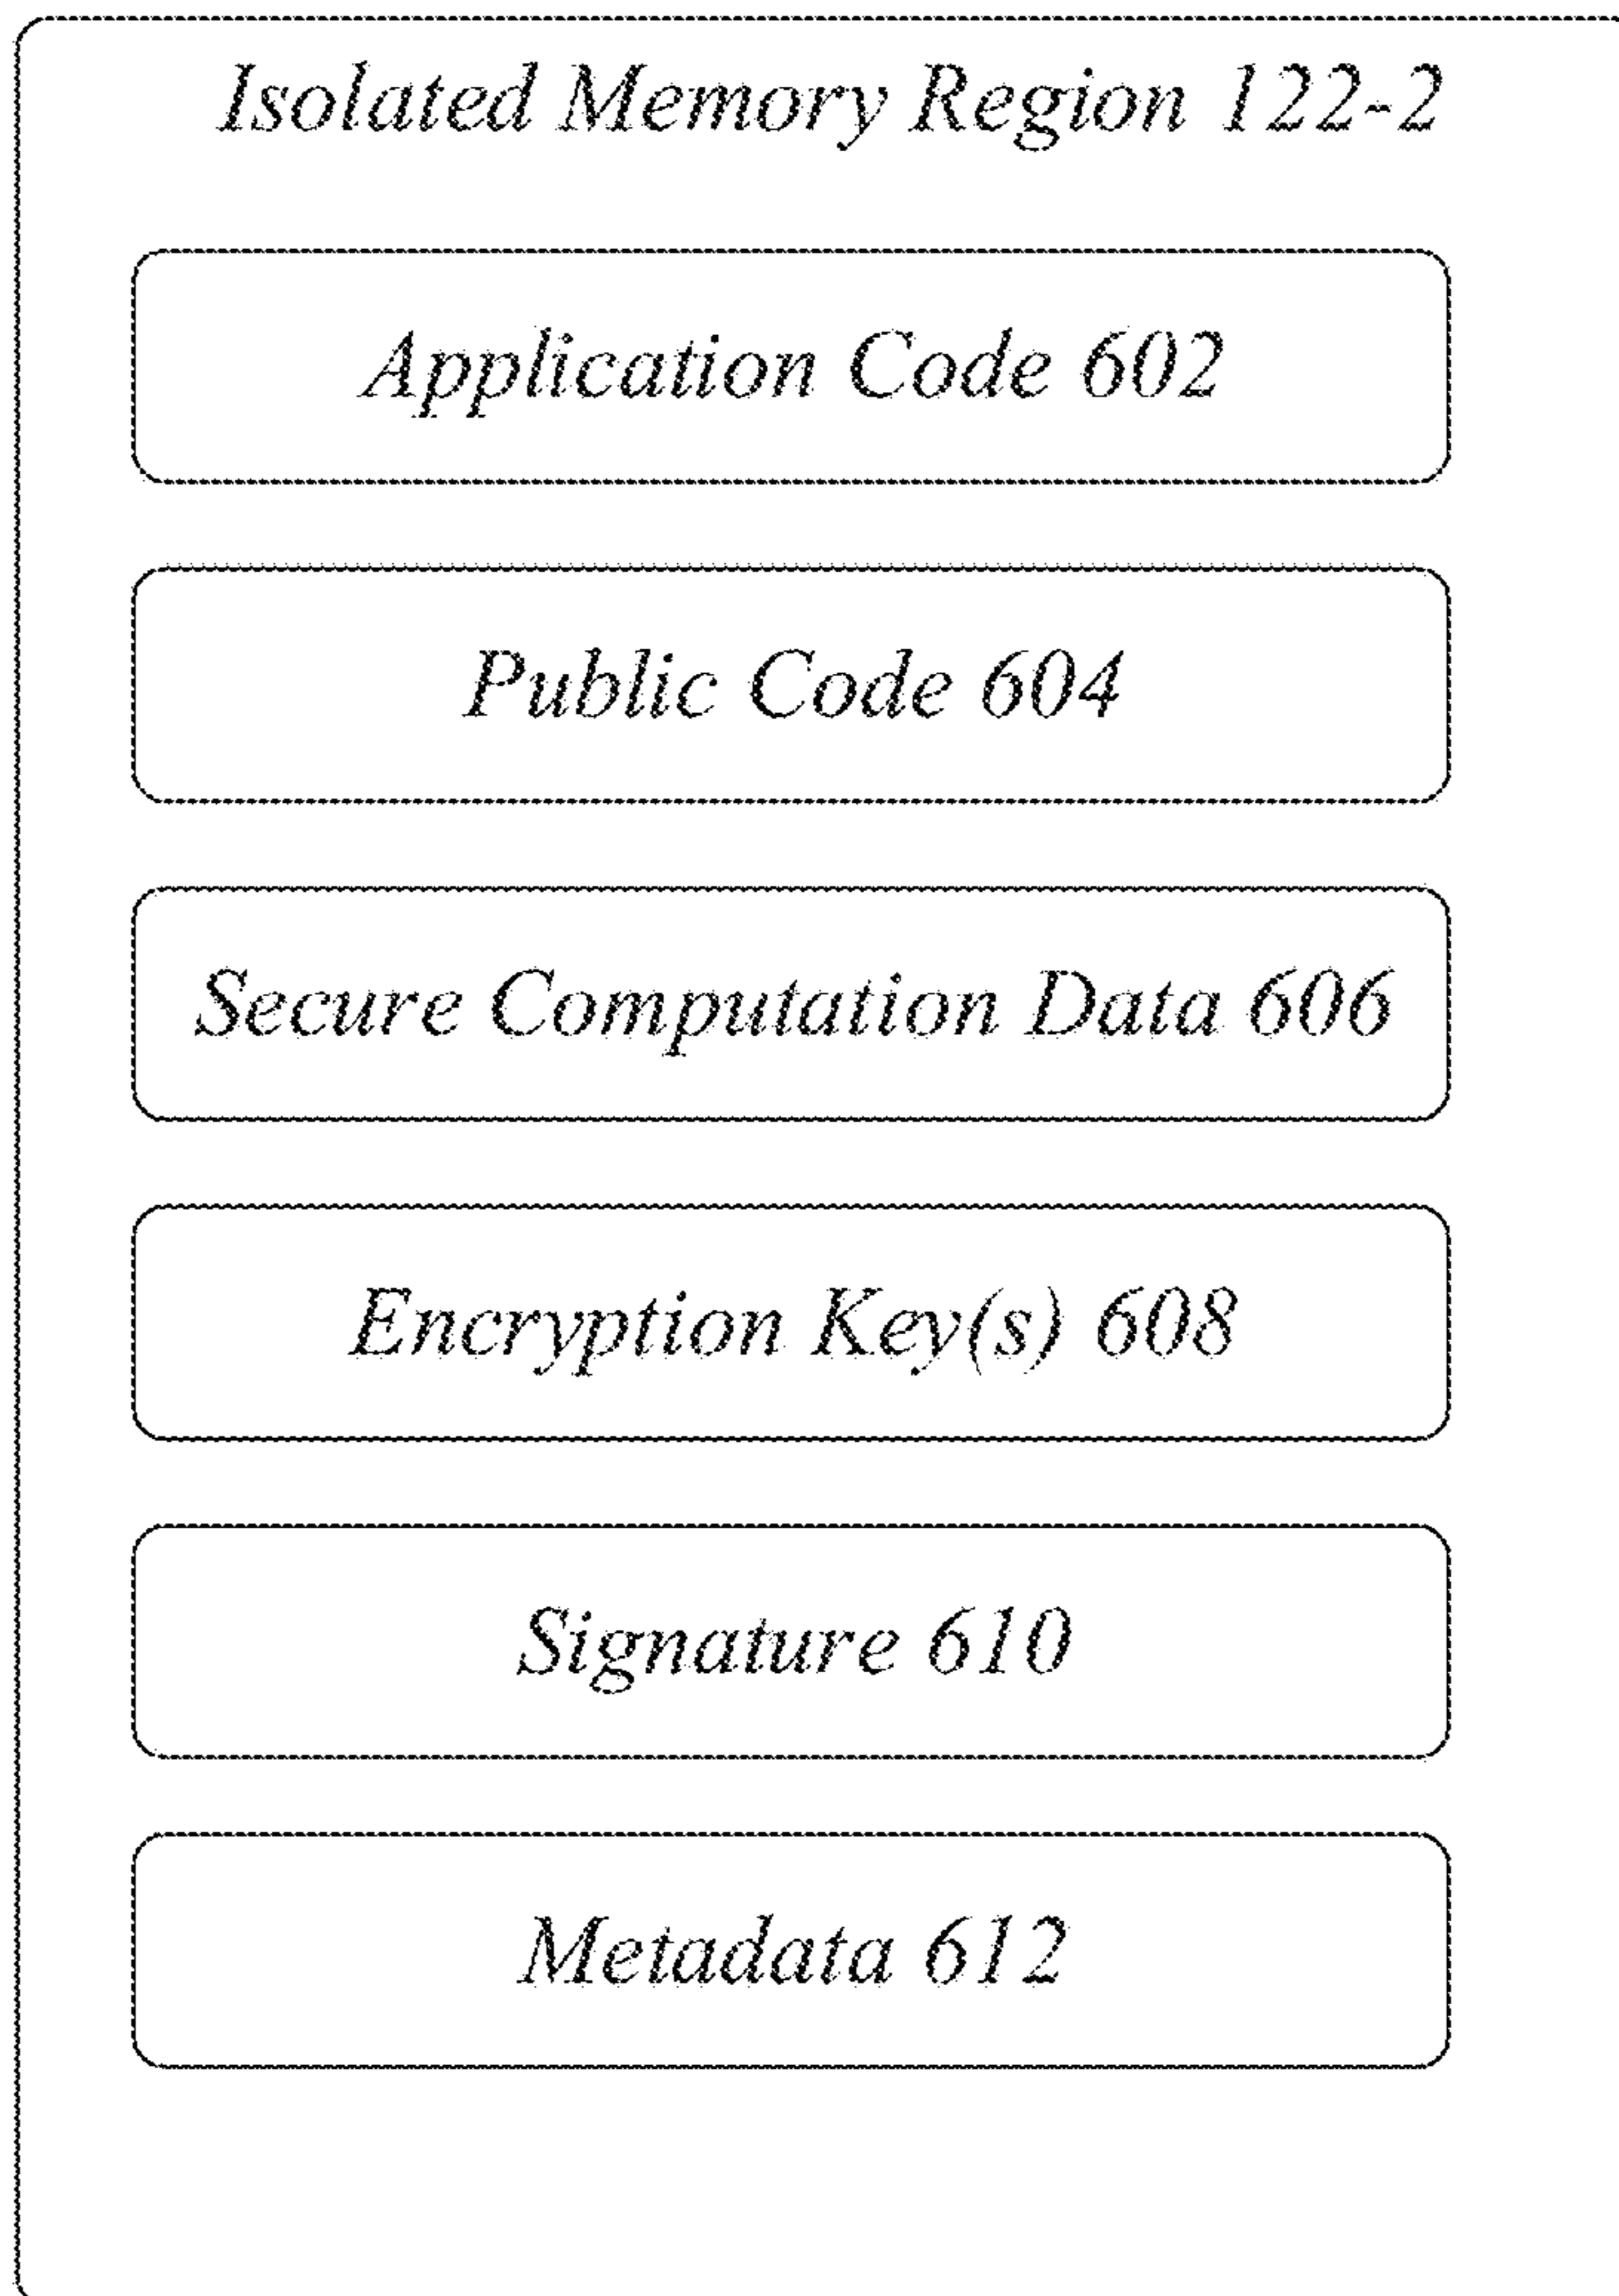 Isolated Memory Region 122-2
Application Code 602
Public Code 604
Secure Computation Data 606
Encryption Key(s) 608
Signature 610
Metadata 612